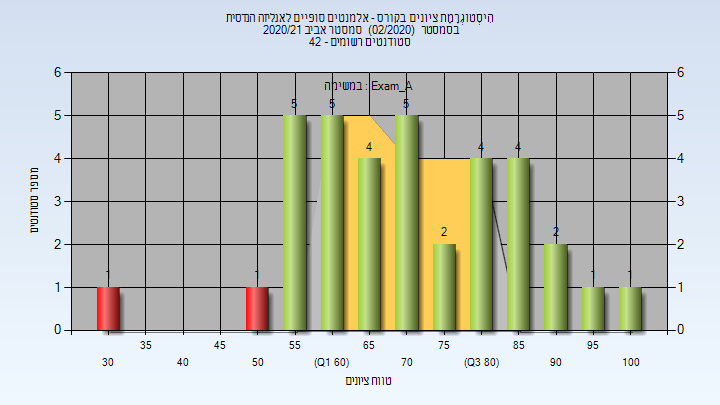 היסטוגרמת ציונים בקורס - אלמנטים סופיים לאנליזה הנדסית
בסמסטר (02/2020) סמסטר אביב 2020/21
סטודנטים רשומים - 42
במשימה : Exam_A
מספר סטודנטים
6 6
5 5
4 4
3 3
2 2
1 1
0 0
1 1 5 5 4 5 2 4 4 2 1 1
35 45 55 65 75 85 95
30 40 50 (Q1 60) 70 (Q3 80) 90 100
טווח ציונים